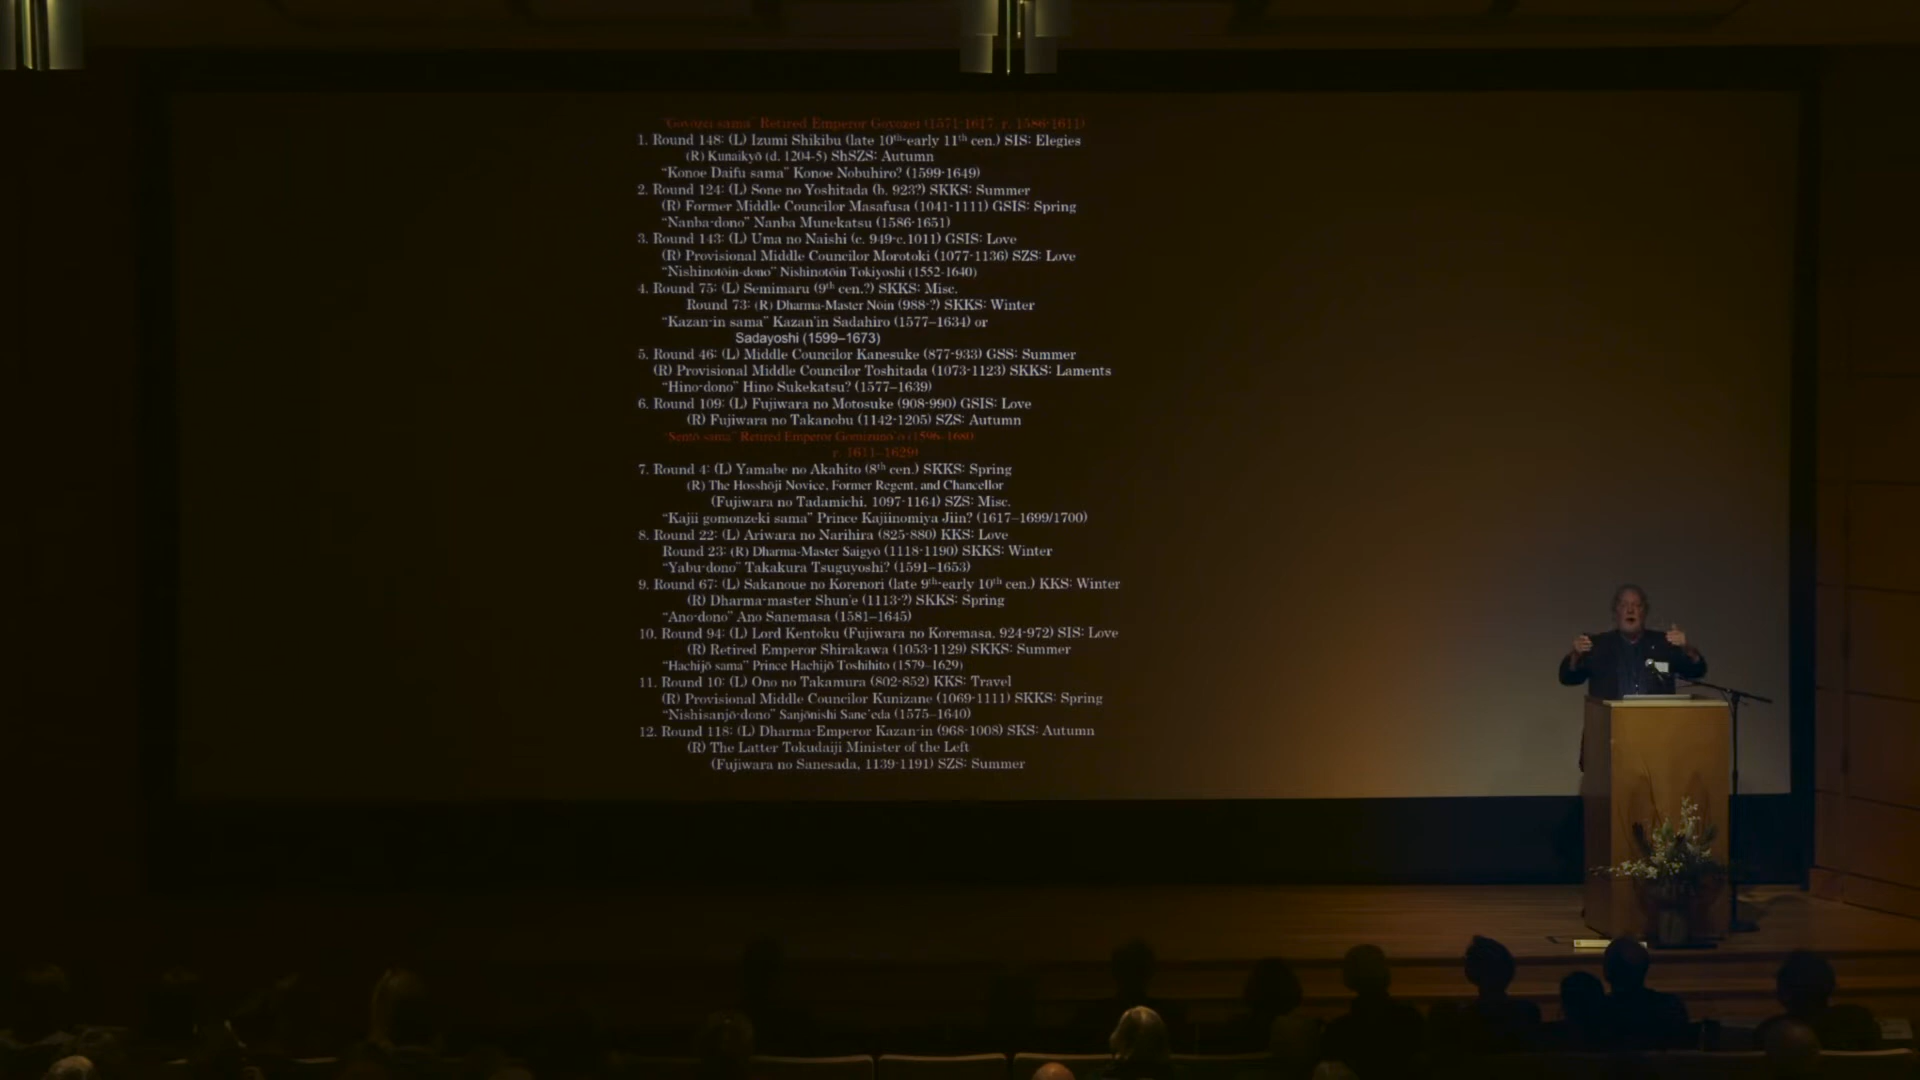 "Goyōzei sama" Retired Emperor Goyozei (1571-1617, r. 1586-1611)
1. Round 148: (L) Izumi Shikibu (late 10th-early 11th cen.) SIS: Elegies
(R) Kunaikyō (d. 1204-5) ShSZS: Autumn
“Konoe Daifu sama” Konoe Nobuhiro? (1599-1649)
2. Round 124: (L) Sone no Yoshitada (b. 923?) SKKS: Summer
(R) Former Middle Councilor Masafusa (1041-1111) GSIS: Spring
“Nanba-dono” Nanba Munekatsu (1586-1651)
3. Round 143: (L) Uma no Naishi (c. 949-c.1011) GSIS: Love
(R) Provisional Middle Councilor Morotoki (1077-1136) SZS: Love
“Nishinotōin-dono” Nishinotōin Tokiyoshi (1552-1640)
4. Round 75: (L) Semimaru (9th cen.?) SKKS: Misc.
Round 73: (R) Dharma-Master Nōin (988-?) SKKS: Winter
“Kazan-in sama” Kazan’in Sadahiro (1577–1634) or
Sadayoshi (1599–1673)
5. Round 46: (L) Middle Councilor Kanesuke (877-933) GSS: Summer
(R) Provisional Middle Councilor Toshitada (1073-1123) SKKS: Laments
“Hino-dono” Hino Sukekatsu? (1577–1639)
6. Round 109: (L) Fujiwara no Motosuke (908-990) GSIS: Love
(R) Fujiwara no Takanobu (1142-1205) SZS: Autumn
"Sentō sama" Retired Emperor Gomizuno'o (1596-1680
r. 1611–1629)
7. Round 4: (L) Yamabe no Akahito (8th cen.) SKKS: Spring
(R) The Hosshōji Novice, Former Regent, and Chancellor
(Fujiwara no Tadamichi, 1097-1164) SZS: Misc.
“Kajii gomonzeki sama” Prince Kajiinomiya Jiin? (1617–1699/1700)
8. Round 22: (L) Ariwara no Narihira (825-880) KKS: Love
Round 23: (R) Dharma-Master Saigyō (1118-1190) SKKS: Winter
“Yabu-dono” Takakura Tsuguyoshi? (1591–1653)
9. Round 67: (L) Sakanoue no Korenori (late 9th-early 10th cen.) KKS: Winter
(R) Dharma-master Shun’e (1113-?) SKKS: Spring
“Ano-dono” Ano Sanemasa (1581–1645)
10. Round 94: (L) Lord Kentoku (Fujiwara no Koremasa, 924-972) SIS: Love
(R) Retired Emperor Shirakawa (1053-1129) SKKS: Summer
“Hachijō sama” Prince Hachijō Toshihito (1579–1629)
11. Round 10: (L) Ono no Takamura (802-852) KKS: Travel
(R) Provisional Middle Councilor Kunizane (1069-1111) SKKS: Spring
“Nishisanjō-dono” Sanjōnishi Sane’eda (1575–1640)
12. Round 118: (L) Dharma-Emperor Kazan-in (968-1008) SKS: Autumn
(R) The Latter Tokudaiji Minister of the Left
(Fujiwara no Sanesada, 1139-1191) SZS: Summer